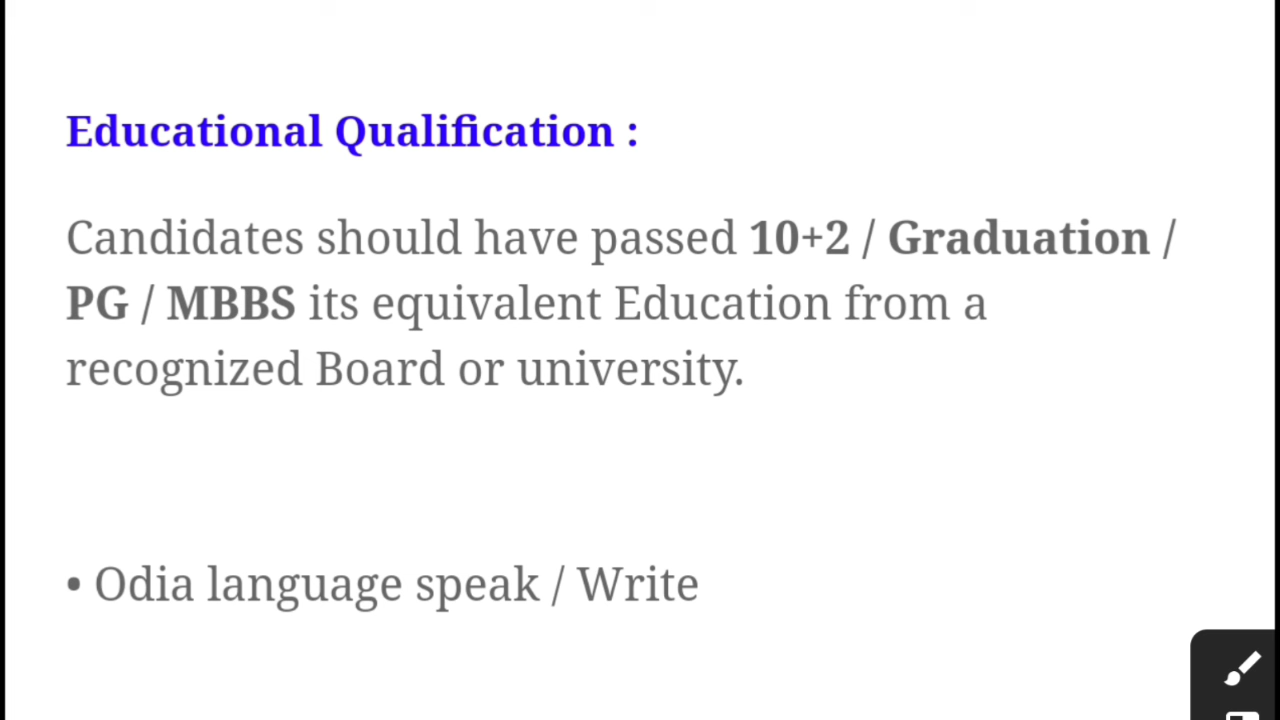 Educational Qualification :
Candidates should have passed 10+2 / Graduation /
PG / MBBS its equivalent Education from a
recognized Board or university.
• Odia language speak / Write